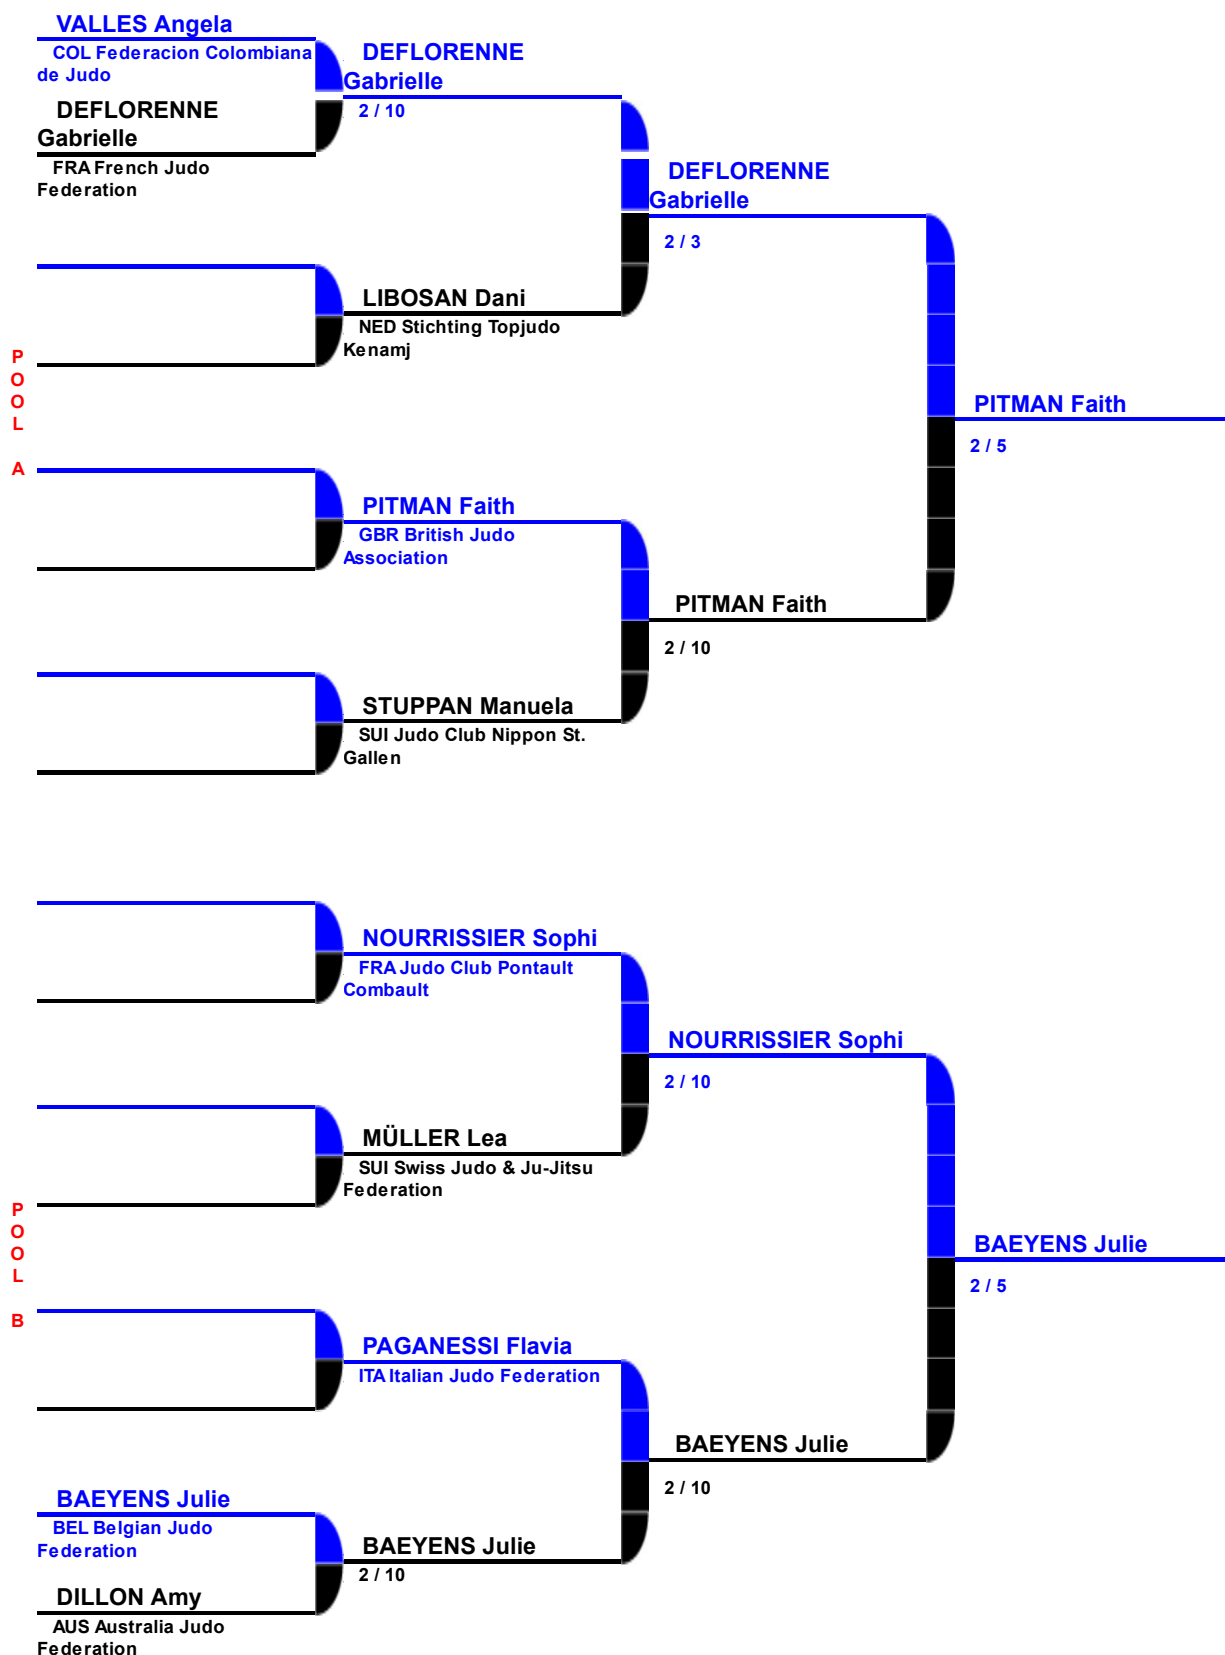 VALLES Angela
COL Federacion Colombiana
de Judo
DEFLORENNE
Gabrielle
FRA French Judo
Federation
DEFLORENNE
Gabrielle
2 / 10
DEFLORENNE
Gabrielle
2 / 3
LIBOSAN Dani
NED Stichting Topjudo
Kenamj
P
O
O
L
A
PITMAN Faith
GBR British Judo
Association
PITMAN Faith
2 / 10
STUPPAN Manuela
SUI Judo Club Nippon St.
Gallen
PITMAN Faith
2 / 5
NOURRISSIER Sophi
FRA Judo Club Pontault
Combault
NOURRISSIER Sophi
2 / 10
MÜLLER Lea
SUI Swiss Judo & Ju-Jitsu
Federation
P
O
O
L
B
PAGANESSI Flavia
ITA Italian Judo Federation
BAEYENS Julie
2 / 10
BAEYENS Julie
BEL Belgian Judo
Federation
BAEYENS Julie
2 / 10
DILLON Amy
AUS Australia Judo
Federation
BAEYENS Julie
2 / 5